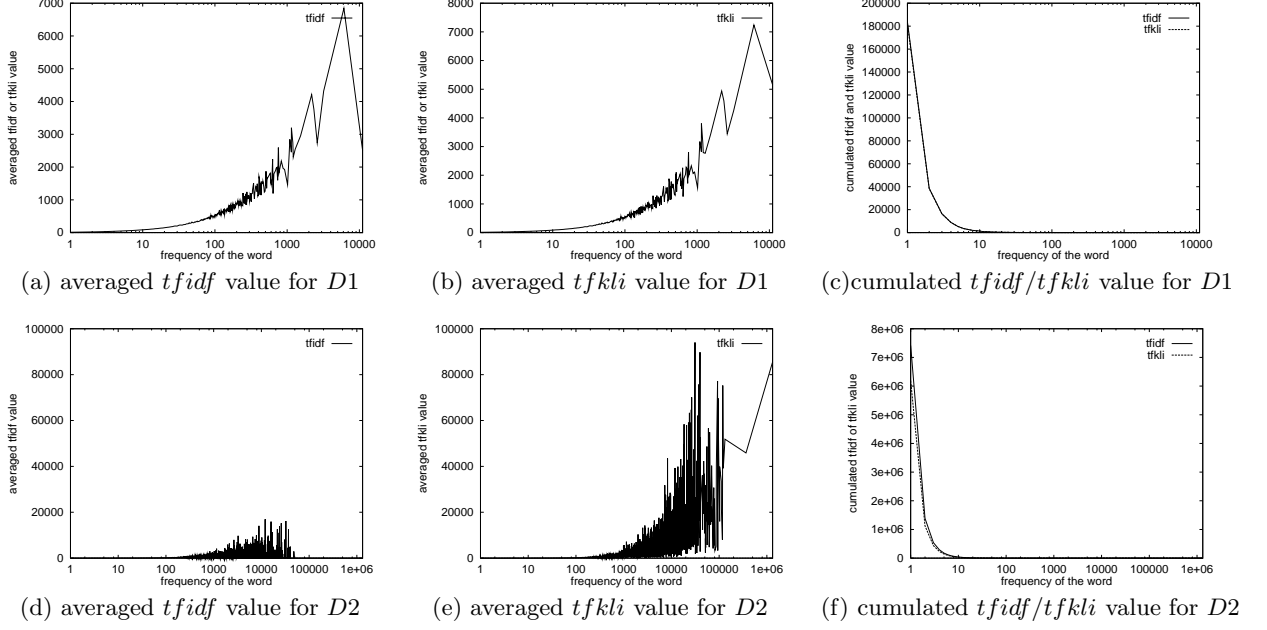 8000
7000
6000
5000
4000
3000
2000
1000
0
averaged tfidf or tfkli value
tfidf
1 10 100 1000 10000
frequency of the word
(a) averaged tfidf value for D1
8000
7000
6000
5000
4000
3000
2000
1000
0
averaged tfidf or tfkli value
tfkli
1 10 100 1000 10000
frequency of the word
(b) averaged tfkli value for D1
200000
180000
160000
140000
120000
100000
80000
60000
40000
20000
0
cumulated tfidf and tfkli value
tfidf
tfkli
1 10 100 1000 10000
frequency of the word
(c)cumulated tfidf/tfkli value for D1
100000
80000
60000
40000
20000
0
averaged tfidf value
tfidf
1 10 100 1000 10000 100000 1e+06
frequency of the word
(d) averaged tfidf value for D2
100000
80000
60000
40000
20000
0
averaged tfkli value
tfkli
1 10 100 1000 10000 100000 1e+06
frequency of the word
(e) averaged tfkli value for D2
8e+06
7e+06
6e+06
5e+06
4e+06
3e+06
2e+06
1e+06
0
cumulated tfidf of tfkli value
tfidf
tfkli
1 10 100 1000 10000 100000 1e+06
frequency of the word
(f) cumulated tfidf/tfkli value for D2